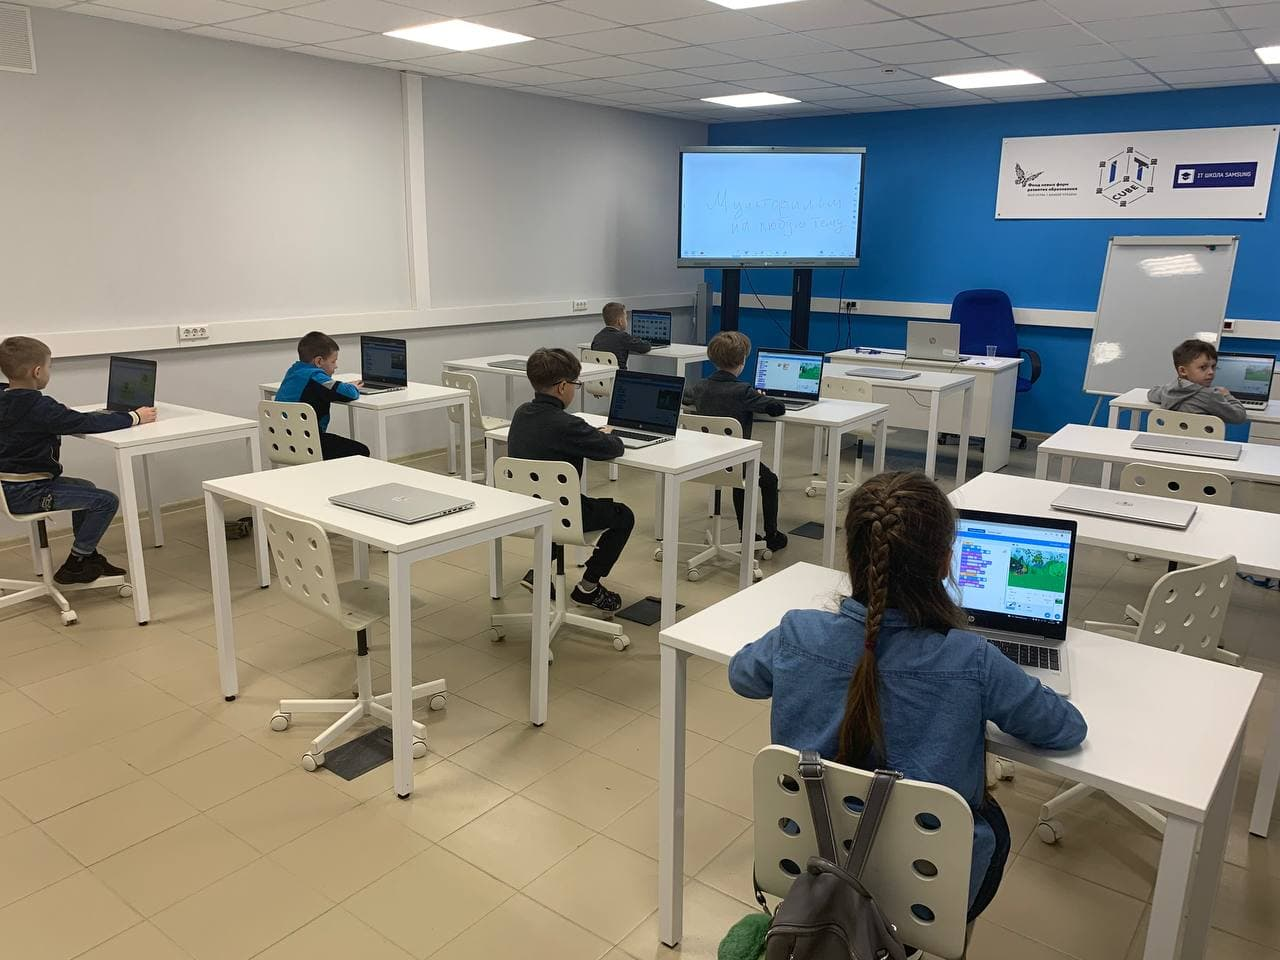 Мультфильм
на любую тему
Фонд новых форм
развития образования
IT
CUBE
IT ШКОЛА SAMSUNG